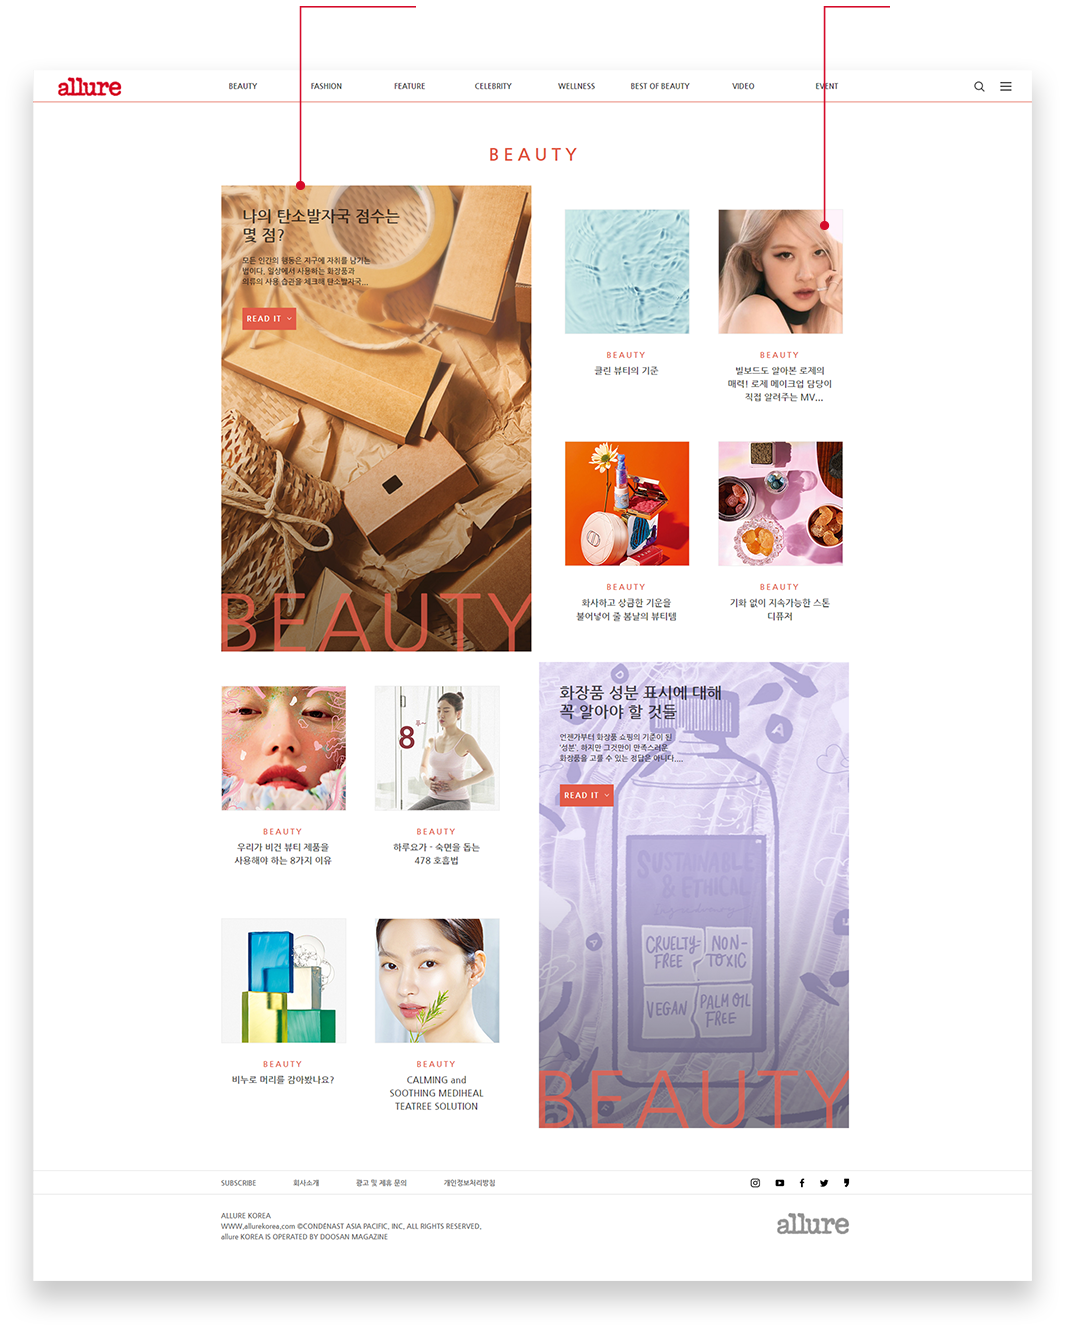 allure
BEAUTY
FASHION
FEATURE
CELEBRITY
WELLNESS
BEST OF BEAUTY
VIDEO
EVENT
BEAUTY
나의 탄소발자국 점수는
몇 점?
모든 인간의 행동은 지구에 자취를 남기는
법이다. 일상에서 사용하는 화장품과
의류의 사용 습관을 체크해 탄소발자국...
READ IT
BEAUTY
BEAUTY
클린 뷰티의 기준
BEAUTY
빌보드도 알아본 로제의
매력! 로제 메이크업 담당이
직접 알려주는 MV...
BEAUTY
화사하고 상큼한 기운을
불어넣어 줄 봄날의 뷰티템
BEAUTY
기화 없이 지속가능한 스톤
디퓨저
BEAUTY
우리가 비건 뷰티 제품을
사용해야 하는 8가지 이유
8
후~
BEAUTY
하루요가 - 숙면을 돕는
478 호흡법
BEAUTY
비누로 머리를 감아봤나요?
BEAUTY
CALMING and
SOOTHING MEDIHEAL
TEATREE SOLUTION
화장품 성분 표시에 대해
꼭 알아야 할 것들
언젠가부터 화장품 쇼핑의 기준이 된
'성분'. 하지만 그것만이 만족스러운
화장품을 고를 수 있는 정답은 아니다....
READ IT
SUSTAINABLE
& ETHICAL
CRUELTY-
FREE
NON-
TOXIC
VEGAN
PALM OIL
FREE
BEAUTY
SUBSCRIBE
회사소개
광고 및 제휴 문의
개인정보처리방침
ALLURE KOREA
WWW.allurekorea.com ©CONDENAST ASIA PACIFIC, INC, ALL RIGHTS RESERVED,
allure KOREA IS OPERATED BY DOOSAN MAGAZINE
allure